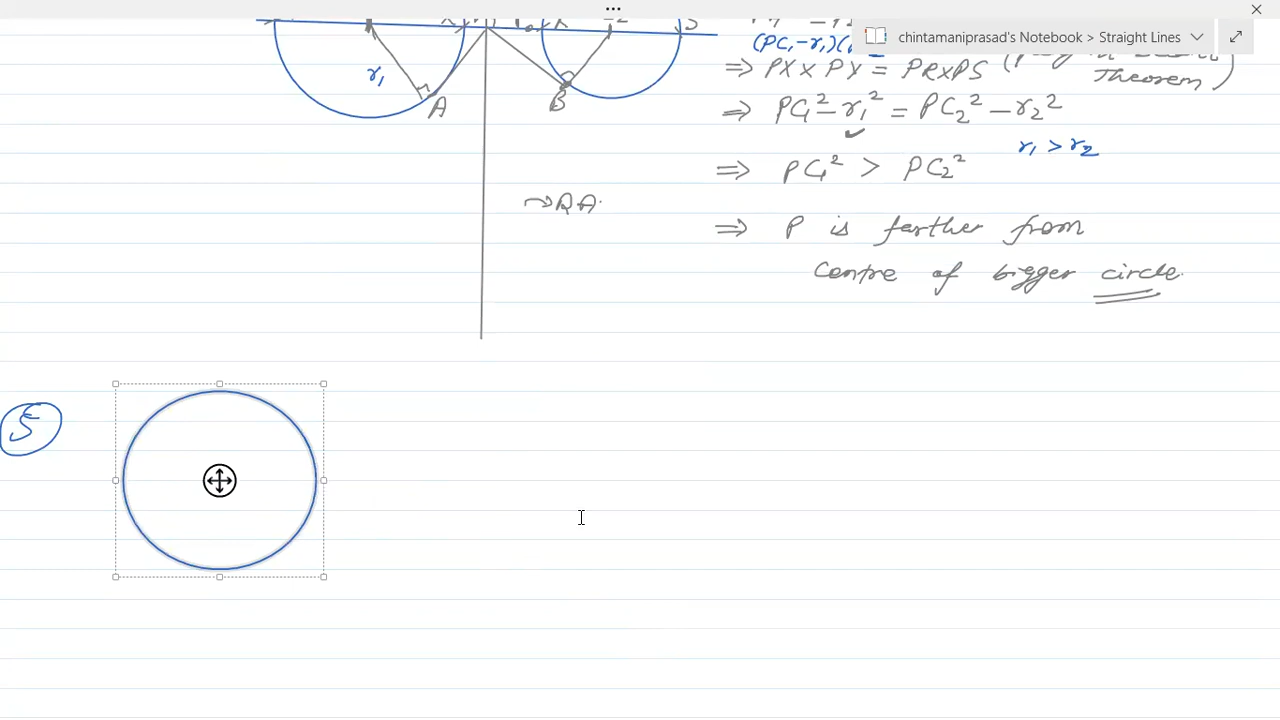 chintamaniprasad's Notebook > Straight Lines
⇒ PX × PY = PR × PS (
Theorem)
r₁
A
B
⇒ PC₁² − r₁² = PC₂² − r₂²
r₁ > r₂
⇒ PC₁² > PC₂²
→ RA.
⇒ P is farther from
Centre of bigger circle.
5